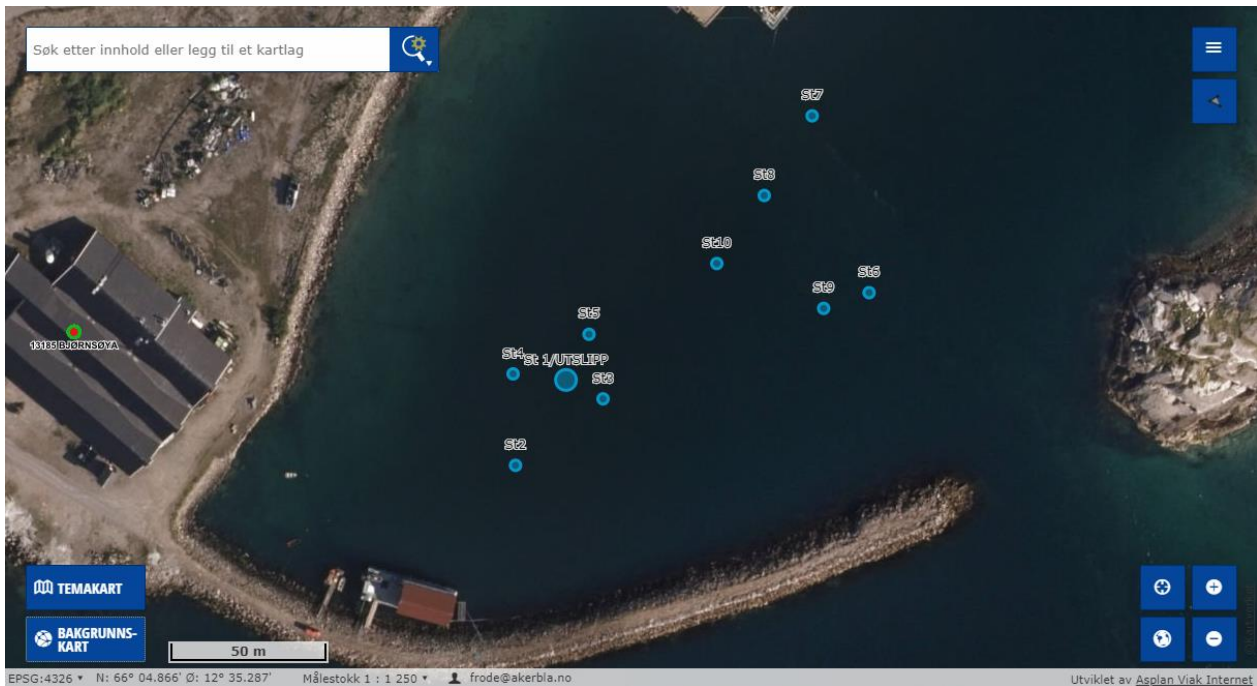 Søk etter innhold eller legg til et kartlag
St7
St8
St10
St6
St9
St5
13185 BJØRNSØYA
St4
St 1/UTSLIPP
St3
St2
TEMAKART
BAKGRUNNS-
KART
50 m
EPSG:4326 N: 66° 04.866' Ø: 12° 35.287' Målestokk 1 : 1 250 frode@akerbla.no Utviklet av Asplan Viak Internet